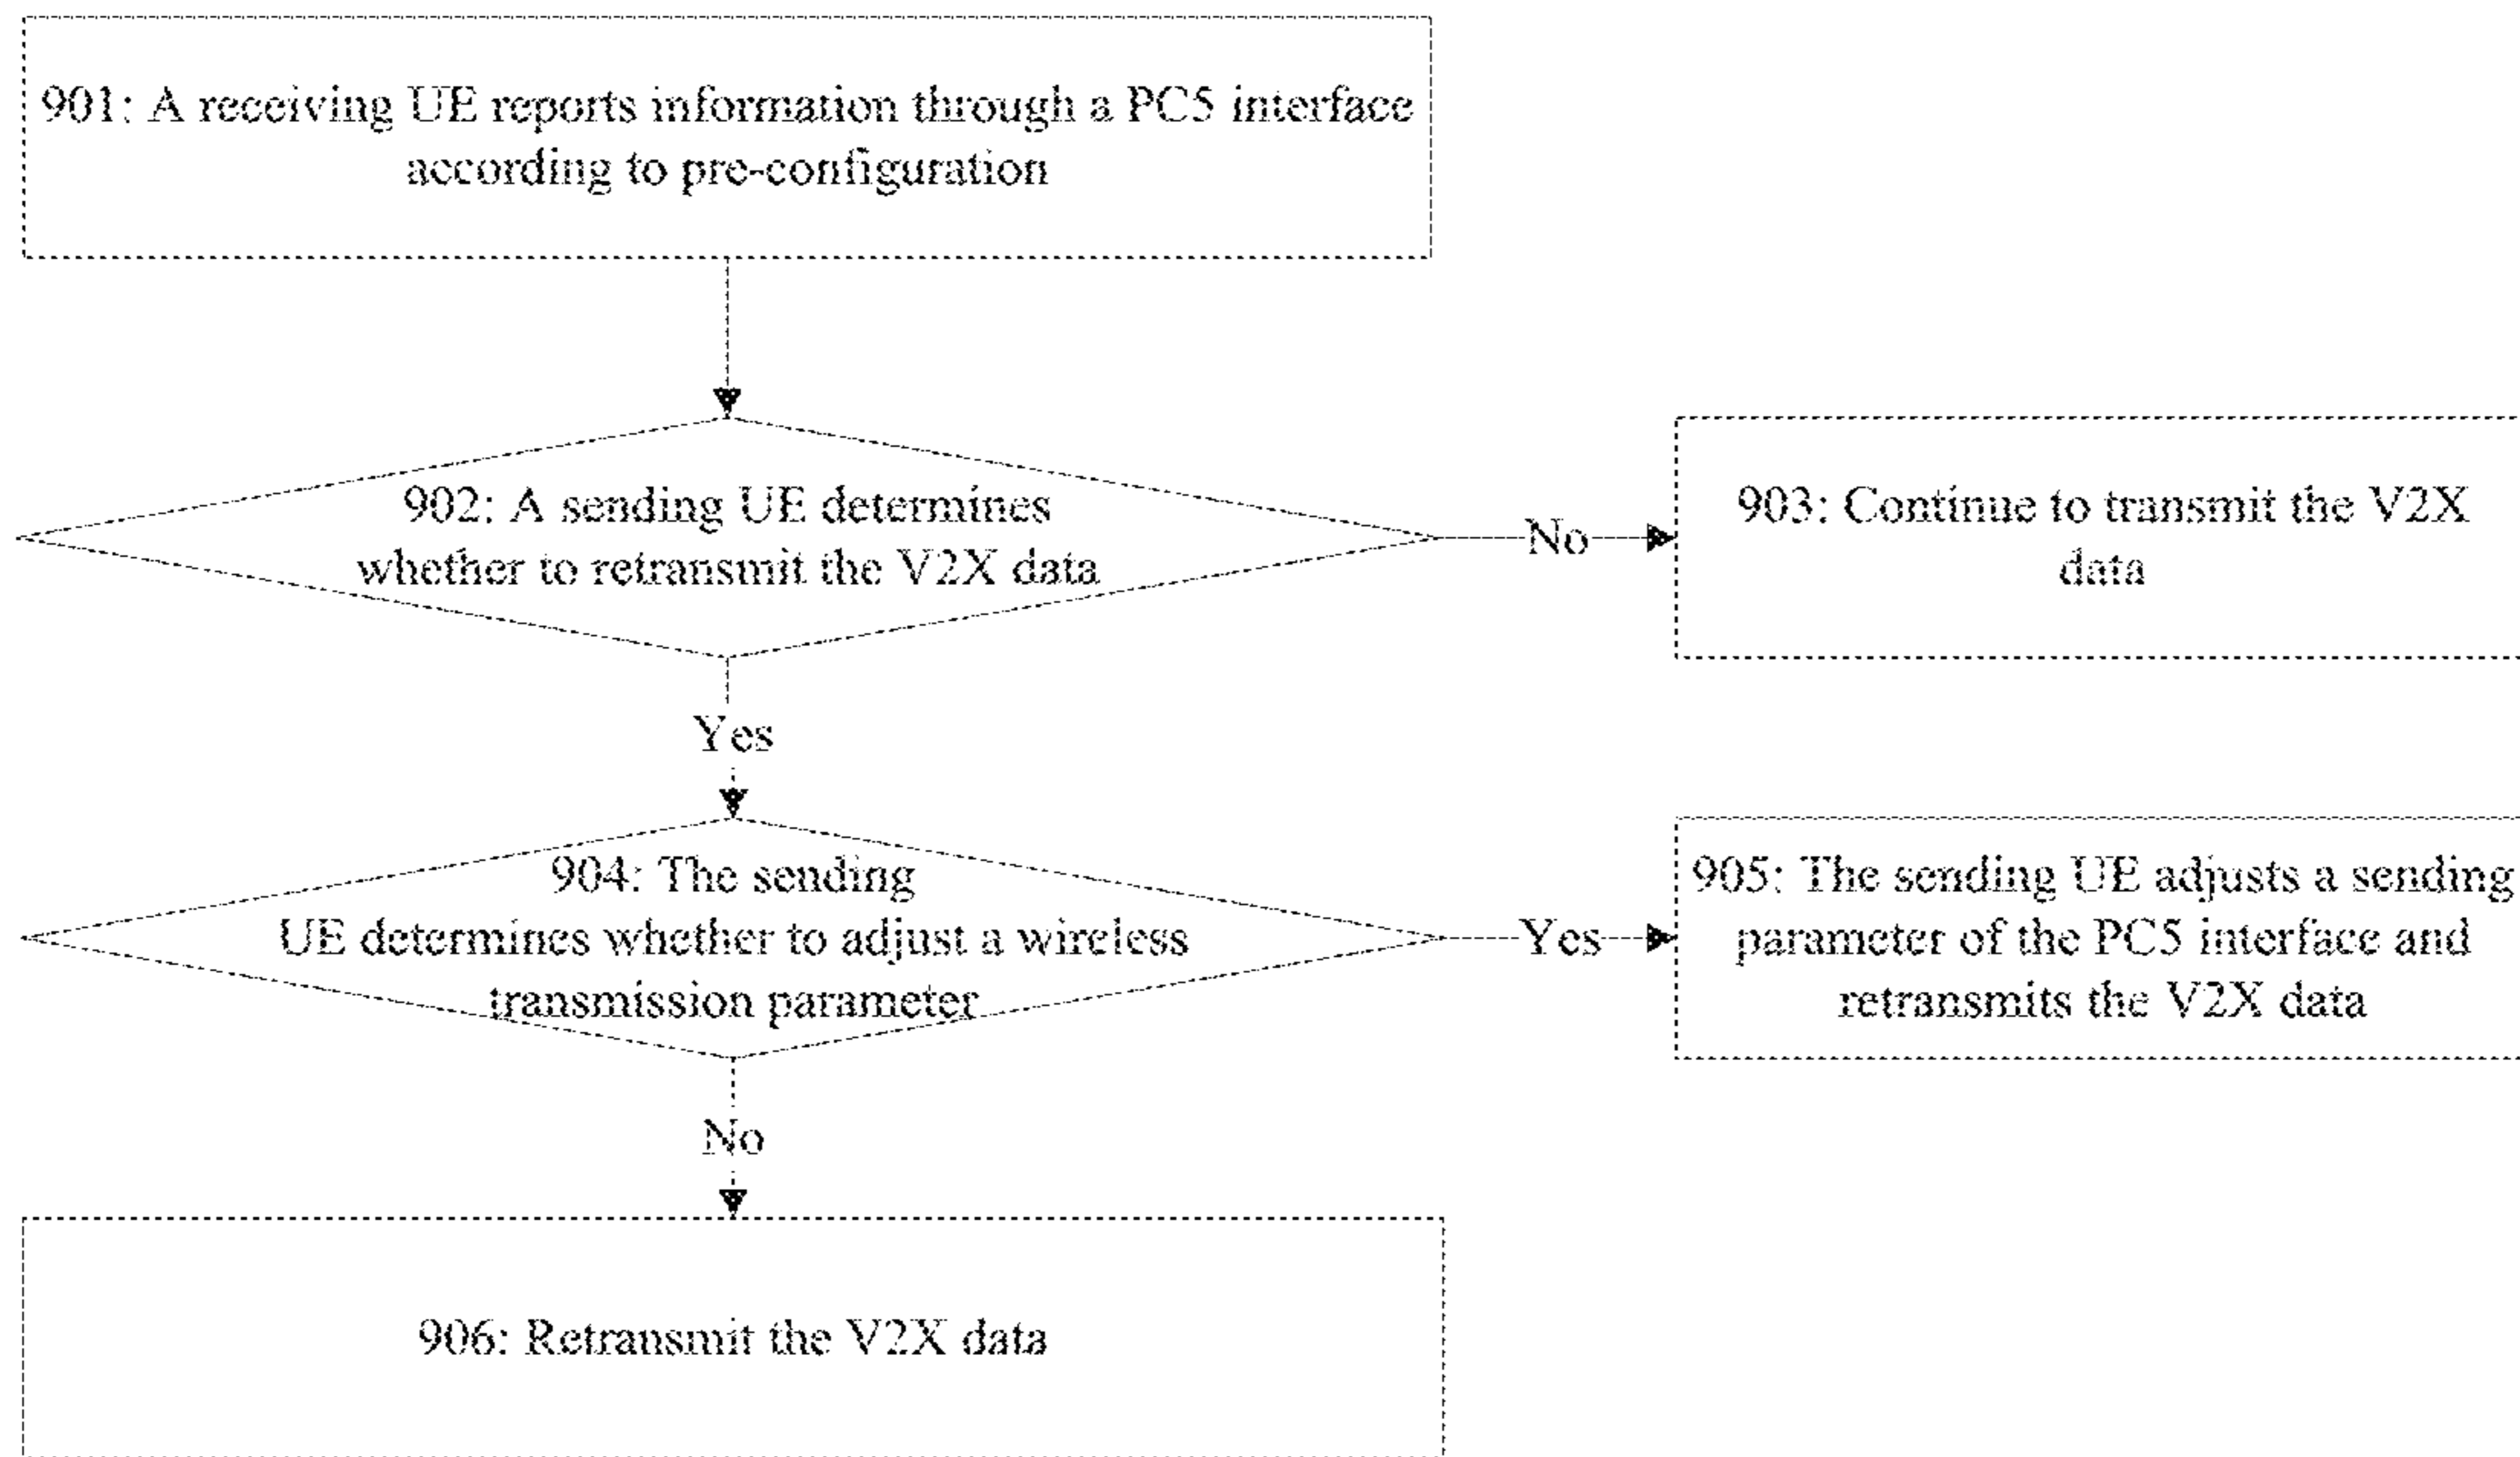 901: A receiving UE reports information through a PC5 interface
according to pre-configuration
902: A sending UE determines
whether to retransmit the V2X data
No
903: Continue to transmit the V2X
data
Yes
904: The sending
UE determines whether to adjust a wireless
transmission parameter
Yes
905: The sending UE adjusts a sending
parameter of the PC5 interface and
retransmits the V2X data
No
906: Retransmit the V2X data